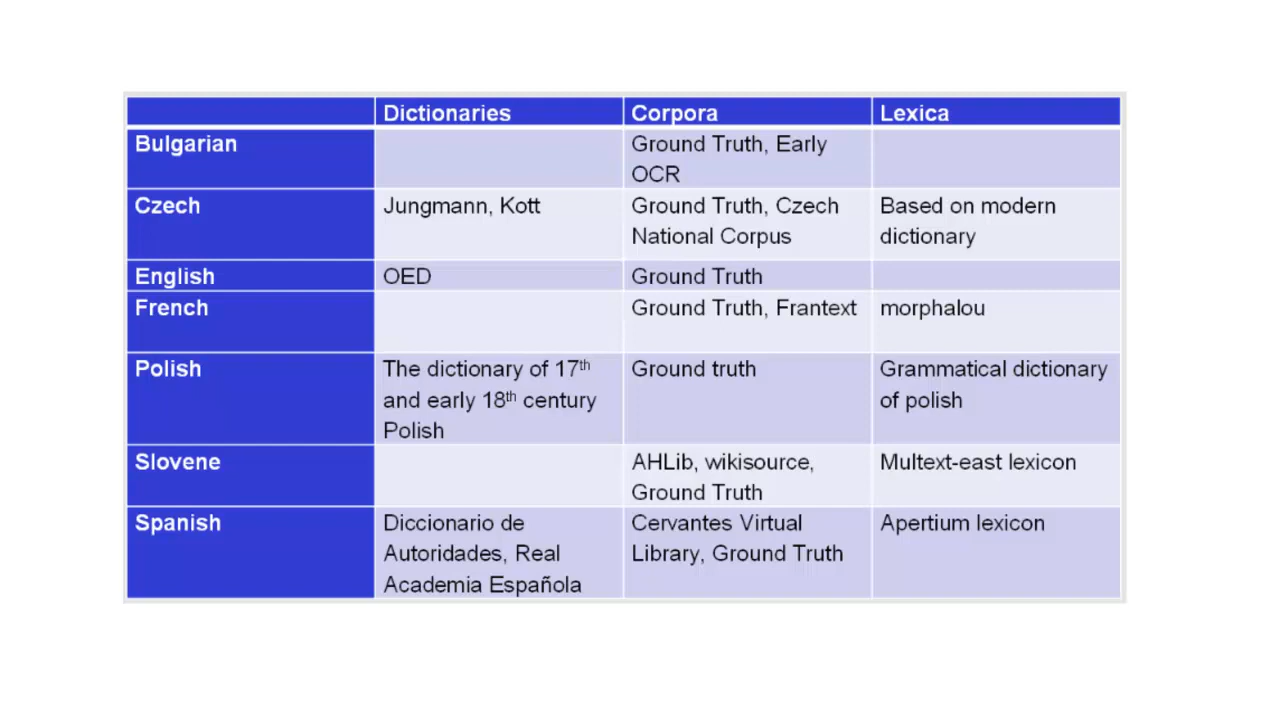 Dictionaries Corpora Lexica
Bulgarian Ground Truth, Early
OCR
Czech Jungmann, Kott Ground Truth, Czech Based on modern
National Corpus dictionary
English OED Ground Truth
French Ground Truth, Frantext morphalou
Polish The dictionary of 17th Ground truth Grammatical dictionary
and early 18th century of polish
Polish
Slovene AHLib, wikisource, Multext-east lexicon
Ground Truth
Spanish Diccionario de Cervantes Virtual Apertium lexicon
Autoridades, Real Library, Ground Truth
Academia Española